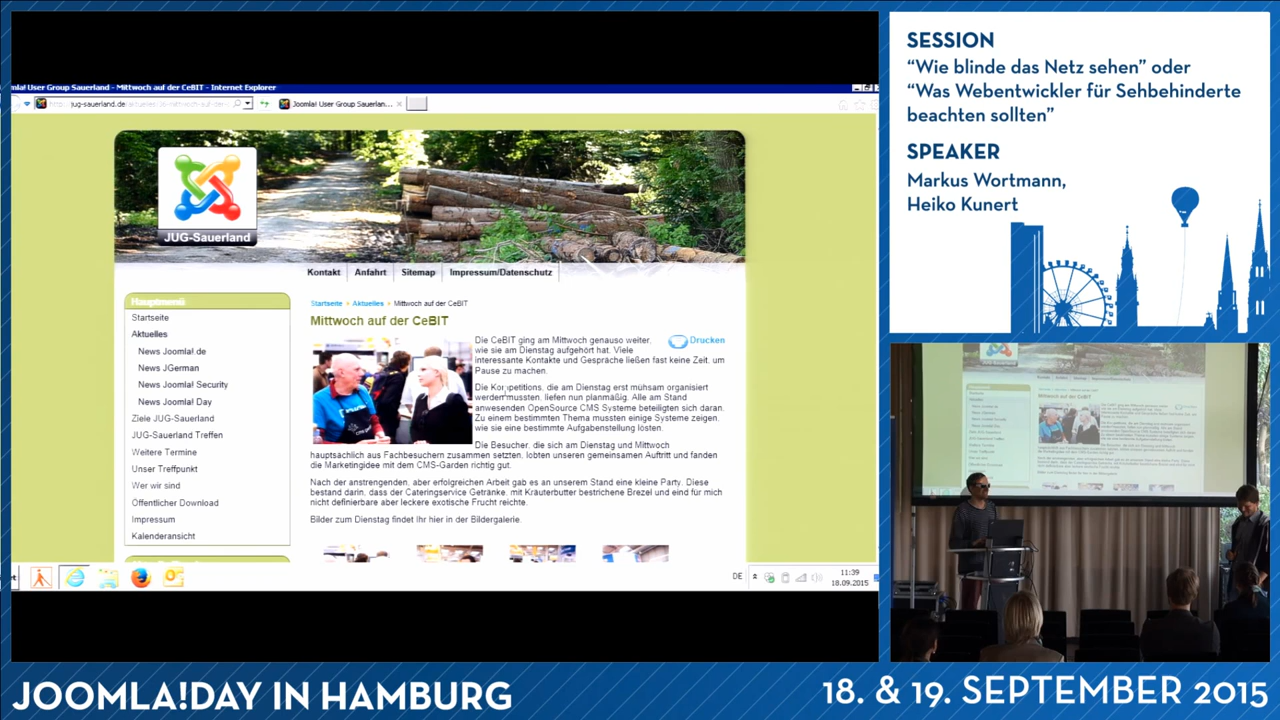 mla! User Group Sauerland - Mittwoch auf der CeBIT - Internet Explorer
Joomla! User Group Sauerlan...
JUG-Sauerland
Kontakt
Anfahrt
Sitemap
Impressum/Datenschutz
Hauptmenü
Startseite
Aktuelles
News Joomla! de
News JGerman
News Joomla! Security
News Joomla! Day
Ziele JUG-Sauerland
JUG-Sauerland Treffen
Weitere Termine
Unser Treffpunkt
Wer wir sind
Öffentlicher Download
Impressum
Kalenderansicht
Startseite Aktuelles Mittwoch auf der CeBIT
Mittwoch auf der CeBIT
Drucken
Die CeBIT ging am Mittwoch genauso weiter,
wie sie am Dienstag aufgehört hat. Viele
interessante Kontakte und Gespräche ließen fast keine Zeit, um
Pause zu machen.
Die Kompetitions, die am Dienstag erst mühsam organisiert
werden mussten, liefen nun planmäßig. Alle am Stand
anwesenden OpenSource CMS Systeme beteiligten sich daran.
Zu einem bestimmten Thema mussten einige Systeme zeigen,
wie sie eine bestimmte Aufgabenstellung lösten.
Die Besucher, die sich am Dienstag und Mittwoch
hauptsächlich aus Fachbesuchern zusammen setzten, lobten unseren gemeinsamen Auftritt und fanden
die Marketingidee mit dem CMS-Garden richtig gut.
Nach der anstrengenden, aber erfolgreichen Arbeit gab es an unserem Stand eine kleine Party. Diese
bestand darin, dass der Cateringservice Getränke, mit Kräuterbutter bestrichene Brezel und eind für mich
nicht definierbare aber leckere exotische Frucht reichte.
Bilder zum Dienstag findet Ihr hier in der Bildergalerie.
DE
11:39
18.09.2015
SESSION
“Wie blinde das Netz sehen” oder
“Was Webentwickler für Sehbehinderte
beachten sollten”
SPEAKER
Markus Wortmann,
Heiko Kunert
JOOMLA!DAY IN HAMBURG
18. & 19. SEPTEMBER 2015